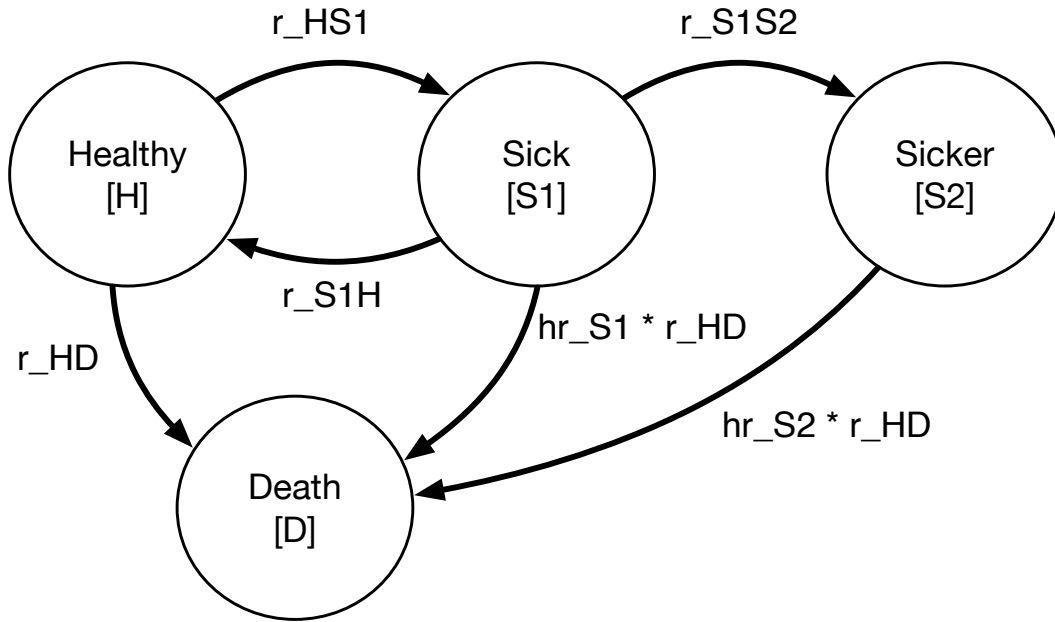 r_HS1
r_S1S2
Healthy
[H]
Sick
[S1]
Sicker
[S2]
r_S1H
r_HD
hr_S1 * r_HD
hr_S2 * r_HD
Death
[D]